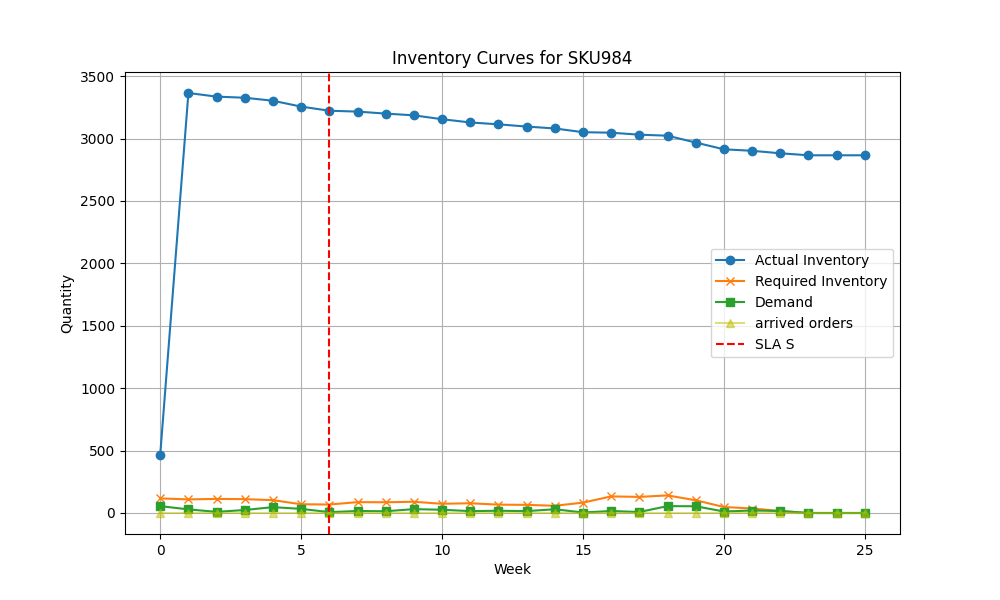 Inventory Curves for SKU984
Quantity
3500
3000
2500
2000
1500
1000
500
0
Actual Inventory
Required Inventory
Demand
arrived orders
SLA S
0 5 10 15 20 25
Week